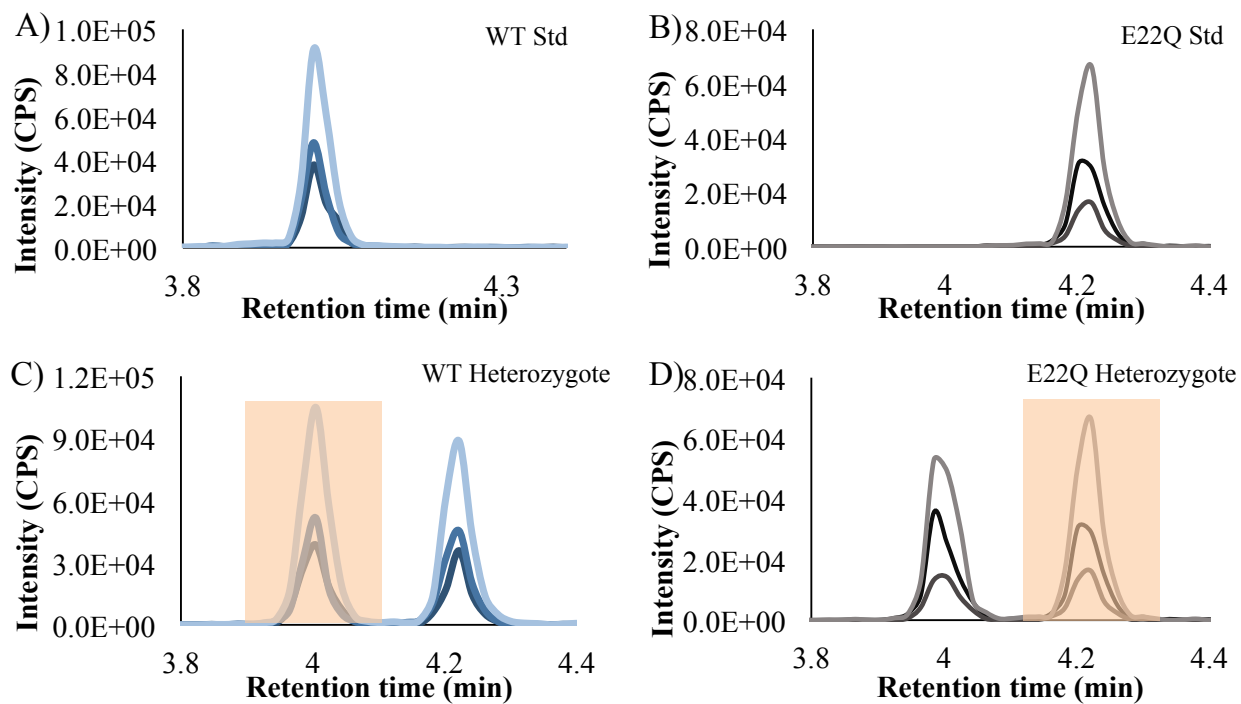 A)
WT Std
1.0E+05
8.0E+04
6.0E+04
4.0E+04
2.0E+04
0.0E+00
Intensity (CPS)
3.8
4.3
Retention time (min)
B)
E22Q Std
8.0E+04
6.0E+04
4.0E+04
2.0E+04
0.0E+00
Intensity (CPS)
3.8
4
4.2
4.4
Retention time (min)
C)
WT Heterozygote
1.2E+05
9.0E+04
6.0E+04
3.0E+04
0.0E+00
Intensity (CPS)
3.8
4
4.2
4.4
Retention time (min)
D)
E22Q Heterozygote
8.0E+04
6.0E+04
4.0E+04
2.0E+04
0.0E+00
Intensity (CPS)
3.8
4
4.2
4.4
Retention time (min)